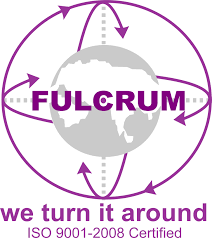 FULCRUM
we turn it around
ISO 9001-2008 Certified